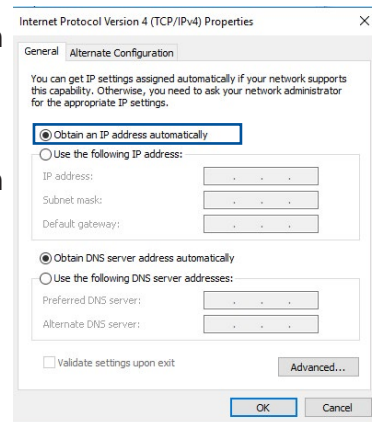 Internet Protocol Version 4 (TCP/IPv4) Properties
General Alternate Configuration
You can get IP settings assigned automatically if your network supports
this capability. Otherwise, you need to ask your network administrator
for the appropriate IP settings.
Obtain an IP address automatically
Use the following IP address:
IP address:
Subnet mask:
Default gateway:
Obtain DNS server address automatically
Use the following DNS server addresses:
Preferred DNS server:
Alternate DNS server:
Validate settings upon exit
Advanced...
OK Cancel